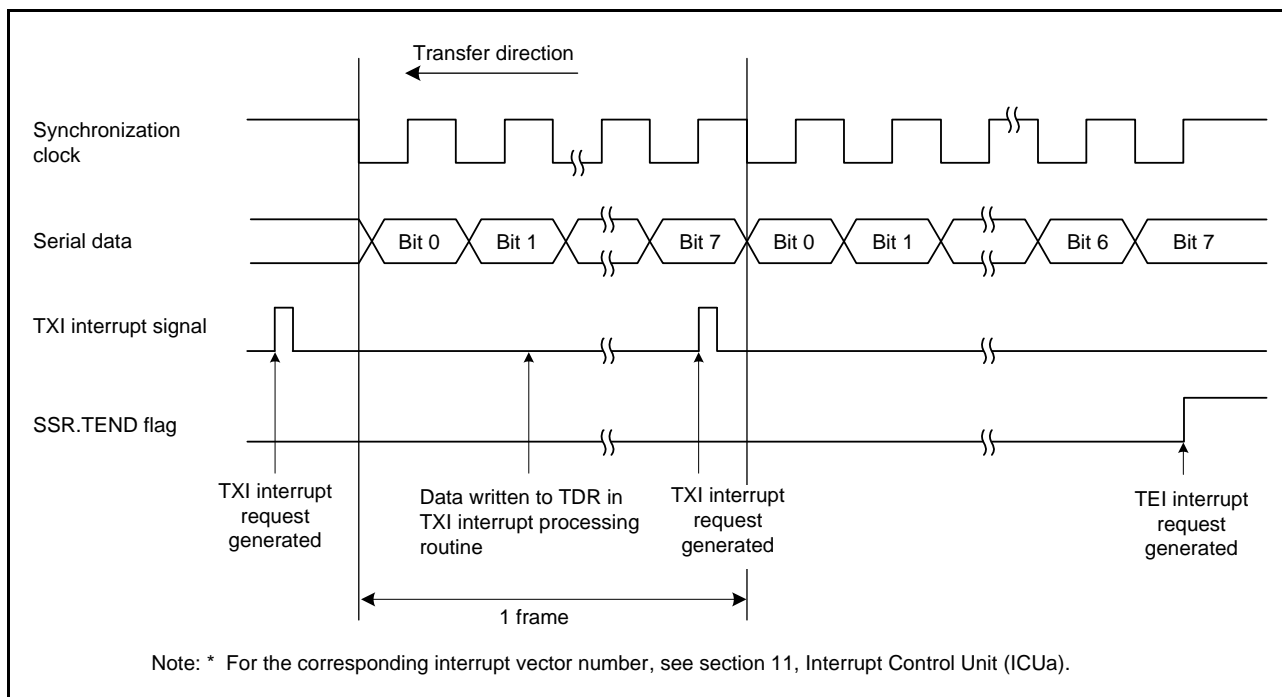 Transfer direction
Synchronization
clock
Serial data
Bit 0
Bit 1
Bit 7
Bit 0
Bit 1
Bit 6
Bit 7
TXI interrupt signal
SSR.TEND flag
TXI interrupt
request
generated
Data written to TDR in
TXI interrupt processing
routine
TXI interrupt
request
generated
TEI interrupt
request
generated
1 frame
Note: * For the corresponding interrupt vector number, see section 11, Interrupt Control Unit (ICUa).